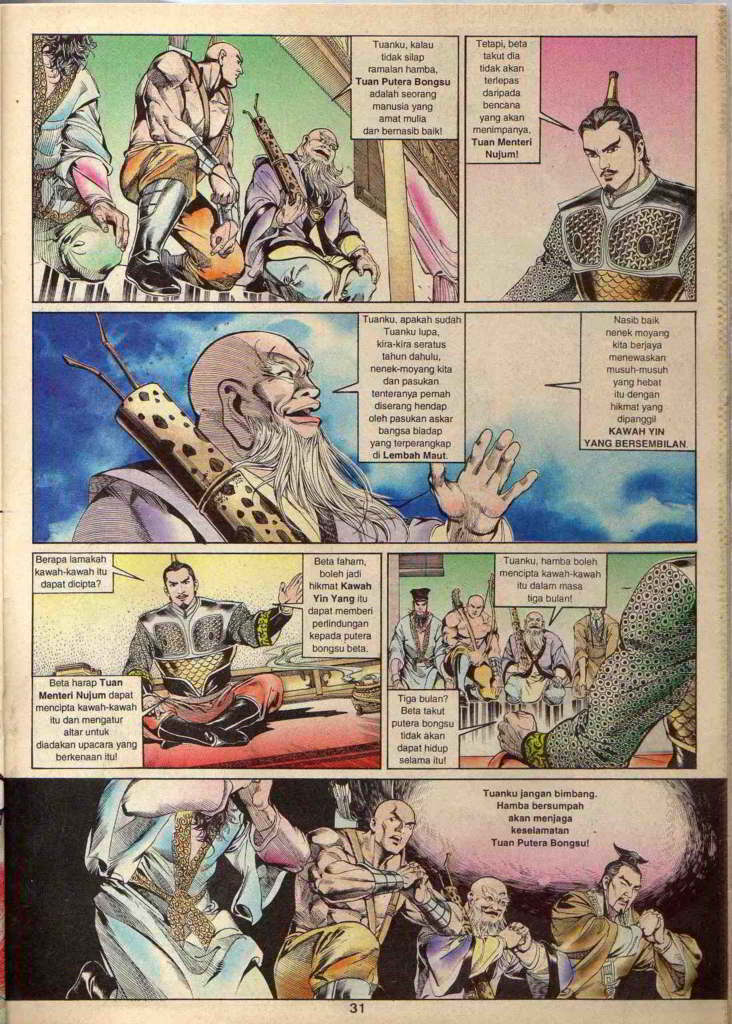 Tuanku, kalau
tidak silap
ramalan hamba,
Tuan Putera Bongsu
adalah seorang
manusia yang
amat mulia
dan bernasib baik!
Tetapi, beta
takut dia
tidak akan
terlepas
daripada
bencana
yang akan
menimpanya,
Tuan Menteri
Nujum!
Tuanku, apakah sudah
Tuanku lupa,
kira-kira seratus
tahun dahulu,
nenek-moyang kita
dan pasukan
tenteranya pernah
diserang hendap
oleh pasukan askar
bangsa biadap
yang terperangkap
di Lembah Maut.
Nasib baik
nenek moyang
kita berjaya
menewaskan
musuh-musuh
yang hebat
itu dengan
hikmat yang
dipanggil
KAWAH YIN
YANG BERSEMBILAN.
Berapa lamakah
kawah-kawah itu
dapat dicipta?
Beta faham,
boleh jadi
hikmat Kawah
Yin Yang itu
dapat memberi
perlindungan
kepada putera
bongsu beta.
Beta harap Tuan
Menteri Nujum dapat
mencipta kawah-kawah
itu dan mengatur
altar untuk
diadakan upacara yang
berkenaan itu!
Tuanku, hamba boleh
mencipta kawah-kawah
itu dalam masa
tiga bulan!
Tiga bulan?
Beta takut
putera bongsu
tidak akan
dapat hidup
selama itu!
Tuanku jangan bimbang.
Hamba bersumpah
akan menjaga
keselamatan
Tuan Putera Bongsu!
31